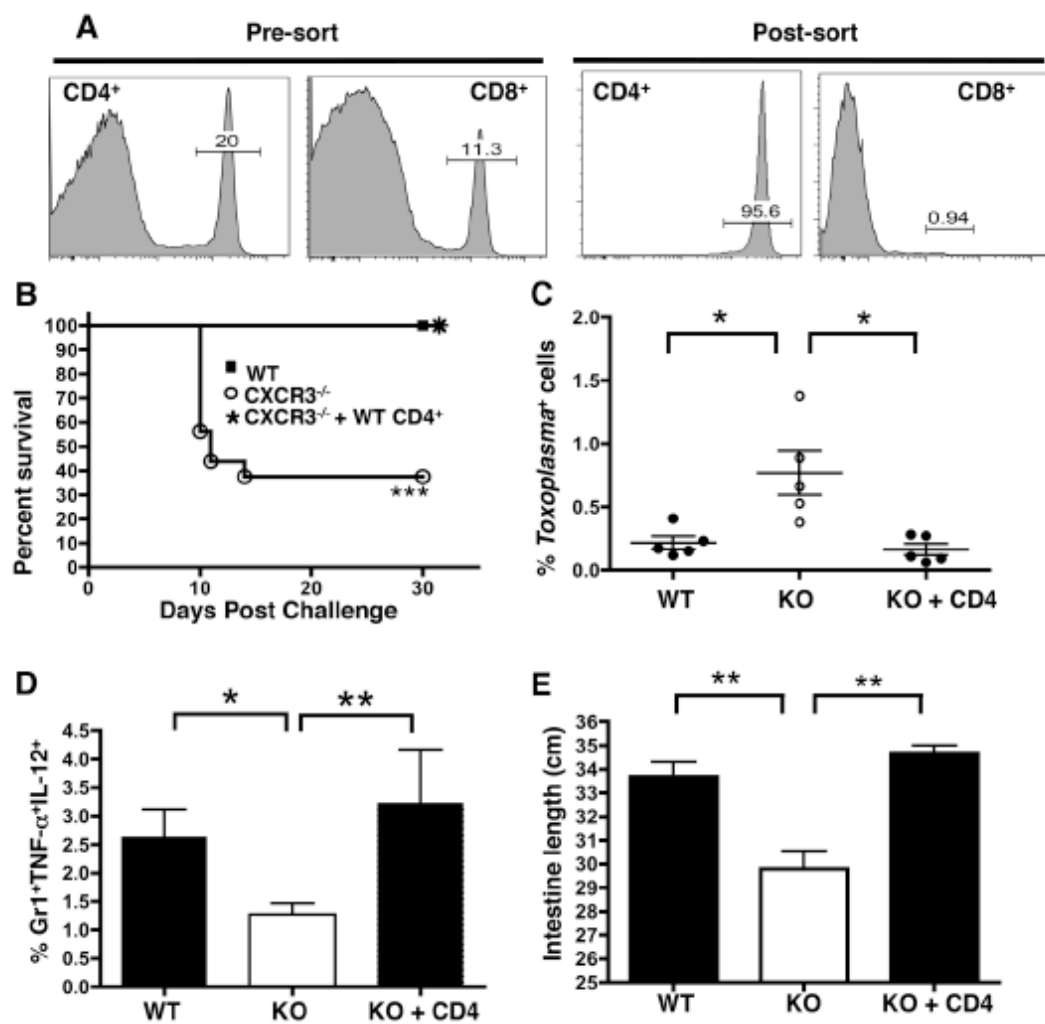 A
Pre-sort
Post-sort
CD4+
20
CD8+
11.3
CD4+
95.6
CD8+
0.94
B
Percent survival
100
90
80
70
60
50
40
30
20
10
0
WT
CXCR3-/-
CXCR3-/- + WT CD4+
***
0
10
20
30
Days Post Challenge
C
% Toxoplasma+ cells
2.0
1.5
1.0
0.5
0.0
*
*
WT
KO
KO + CD4
D
% Gr1+TNF-α+IL-12+
4.5
4.0
3.5
3.0
2.5
2.0
1.5
1.0
0.5
0.0
*
**
WT
KO
KO + CD4
E
Intestine length (cm)
36
35
34
33
32
31
30
29
28
27
26
25
**
**
WT
KO
KO + CD4